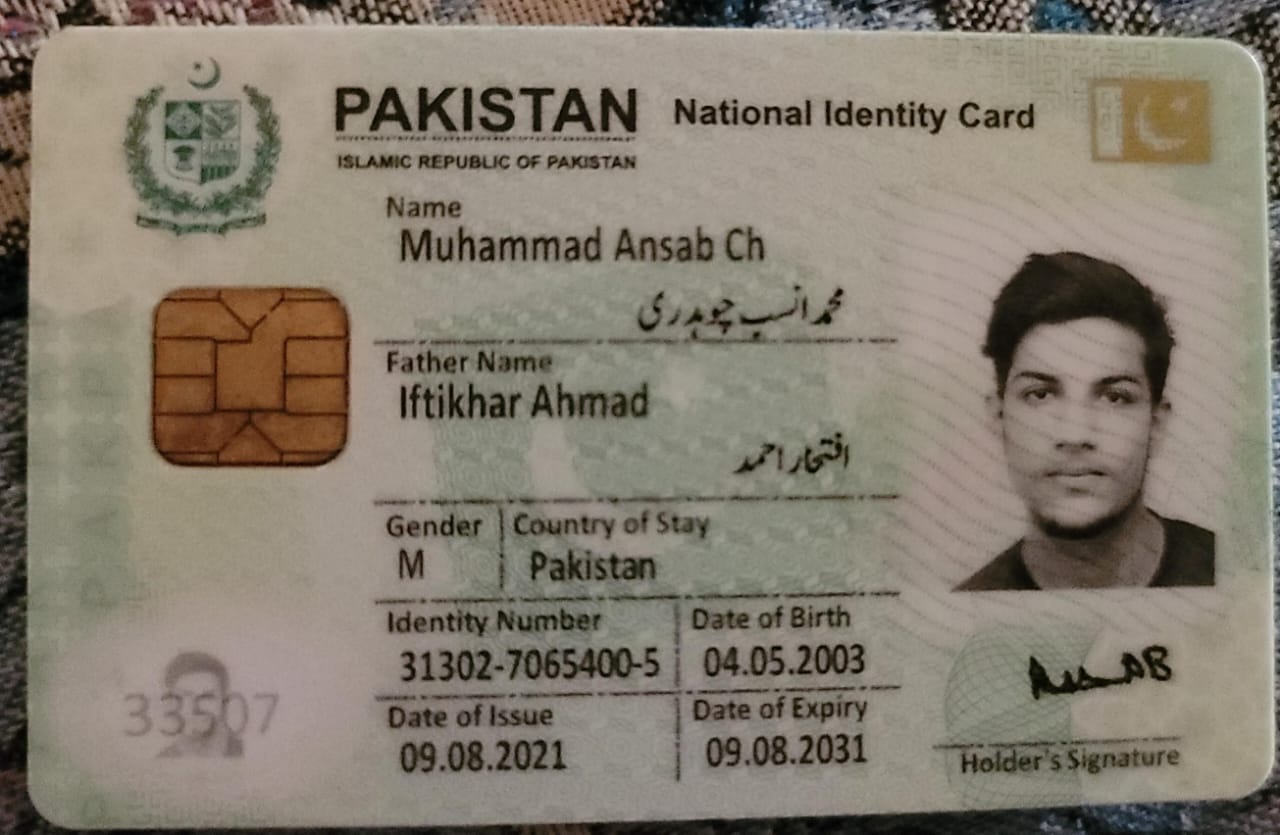 PAKISTAN National Identity Card
ISLAMIC REPUBLIC OF PAKISTAN
Name
Muhammad Ansab Ch
محمد انسب چوہدری
Father Name
Iftikhar Ahmad
افتخار احمد
Gender Country of Stay
M Pakistan
Identity Number Date of Birth
31302-7065400-5 04.05.2003
Date of Issue Date of Expiry
09.08.2021 09.08.2031
33507
Holder's Signature